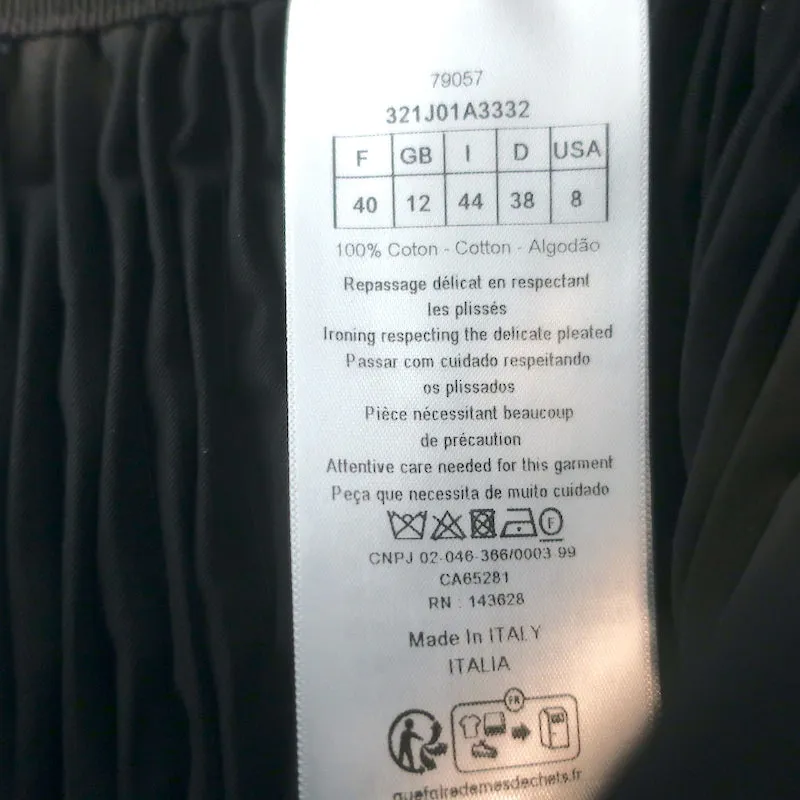 79057
321J01A3332
F GB I D USA
40 12 44 38 8
100% Coton - Cotton - Algodão
Repassage délicat en respectant
les plissés
Ironing respecting the delicate pleated
Passar com cuidado respeitando
os plissados
Pièce nécessitant beaucoup
de précaution
Attentive care needed for this garment
Peça que necessita de muito cuidado
F
CNPJ 02-046-366/0003 99
CA65281
RN : 143628
Made In ITALY
ITALIA
FR
quefairedemesdechets.fr